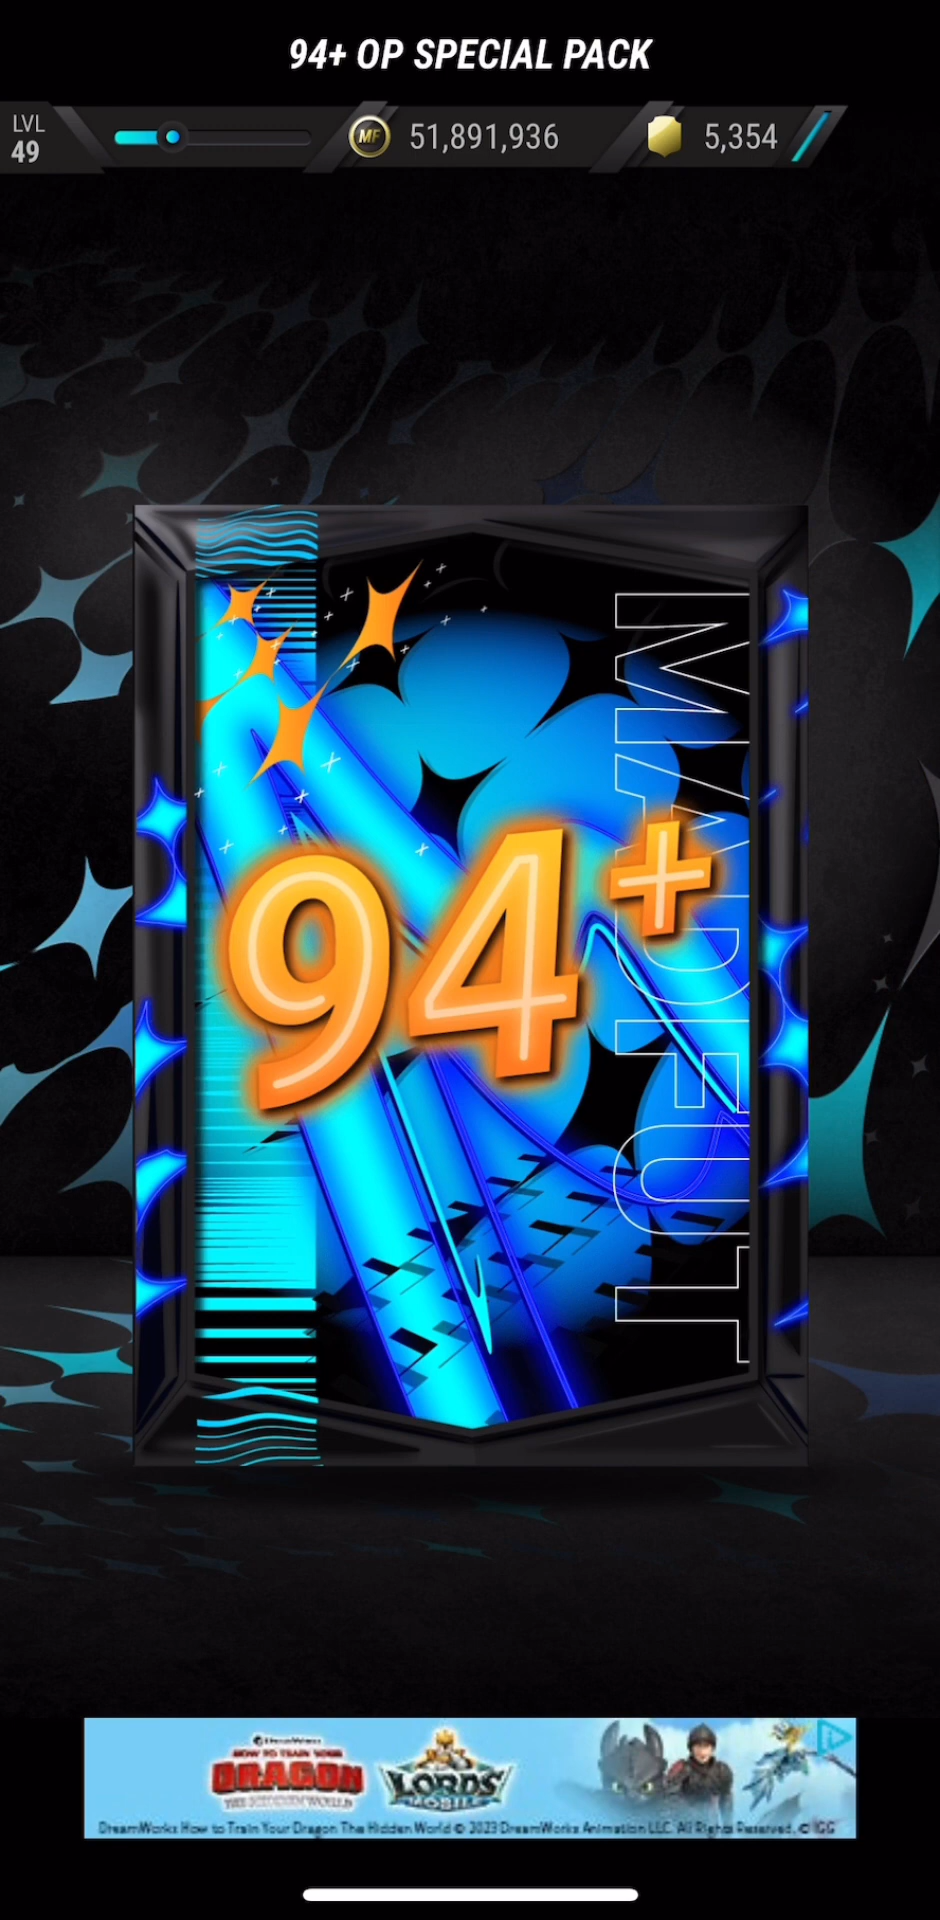 94+ OP SPECIAL PACK
LVL
49
MF
51,891,936
5,354
94+
MADFUT
DreamWorks
HOW TO TRAIN YOUR
DRAGON
THE HIDDEN WORLD
LORDS
MOBILE
DreamWorks How to Train Your Dragon The Hidden World © 2023 DreamWorks Animation LLC. All Rights Reserved. © IGG